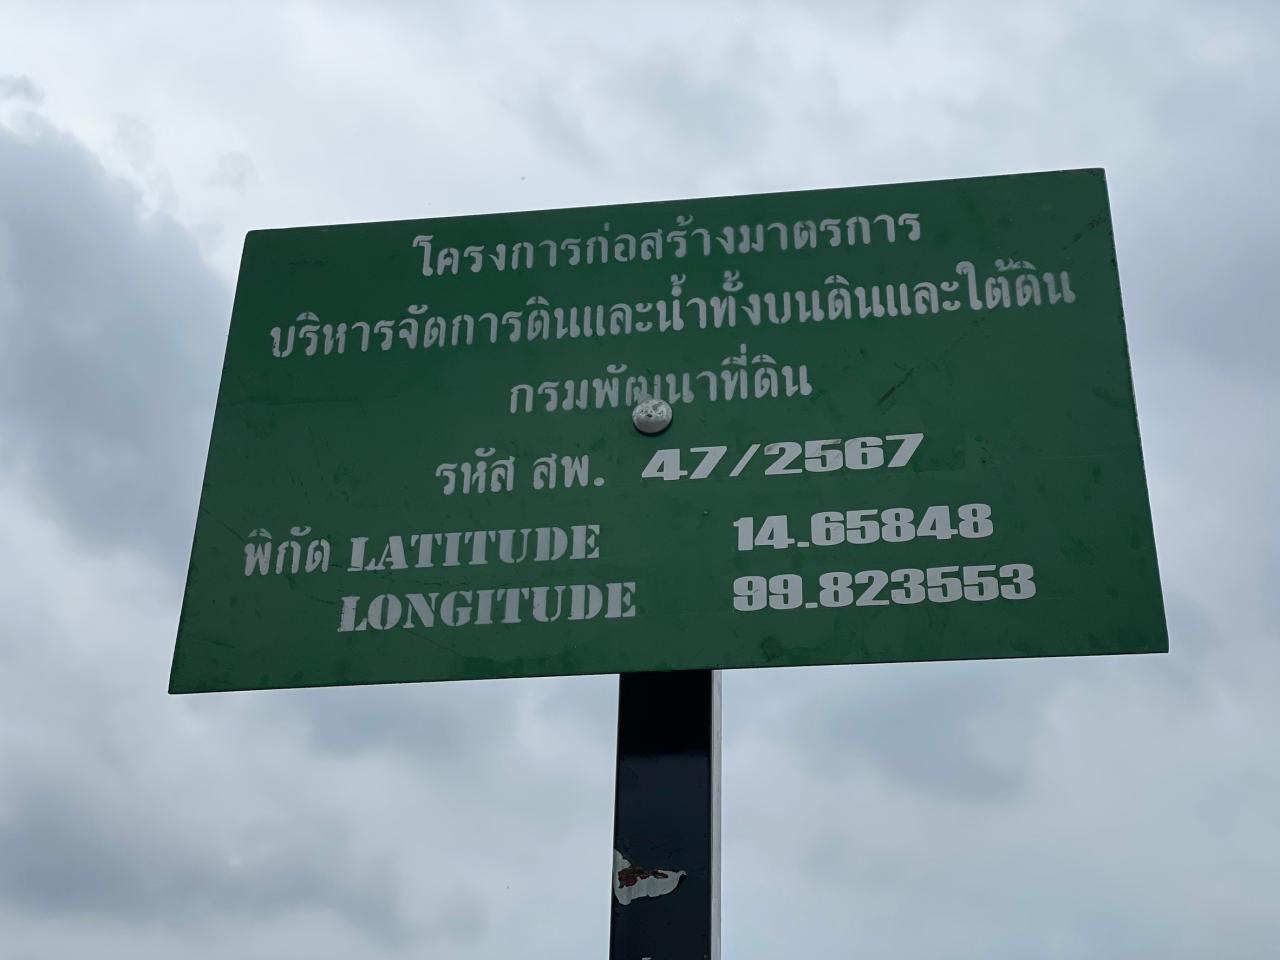 โครงการก่อสร้างมาตรการ
บริหารจัดการดินและน้ำทั้งบนดินและใต้ดิน
กรมพัฒนาที่ดิน
รหัส สพ. 47/2567
พิกัด LATITUDE 14.65848
LONGITUDE 99.823553